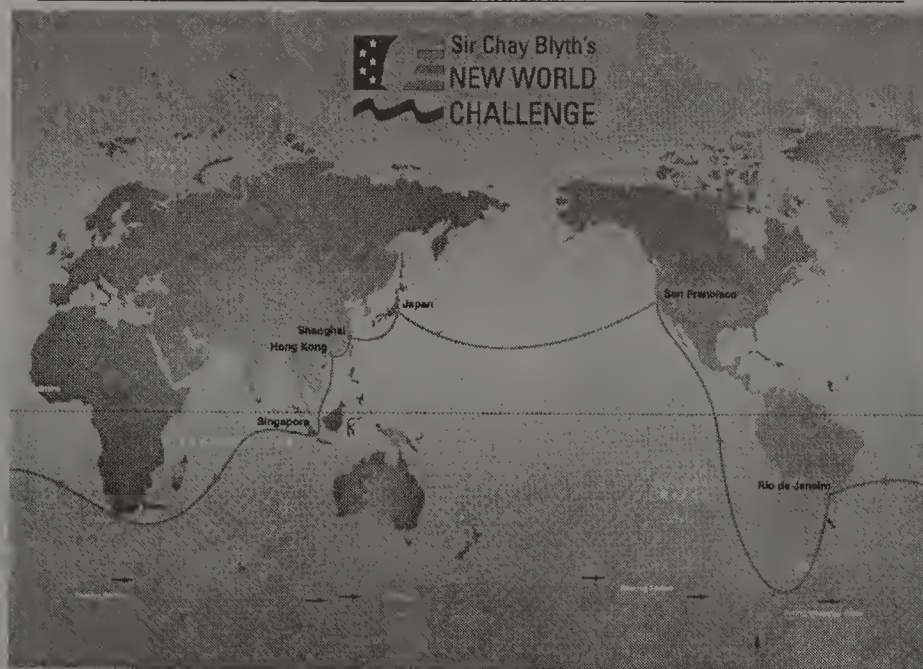 Sir Chay Blyth's
NEW WORLD
CHALLENGE
San Francisco
Japan
Shanghai
Hong Kong
Singapore
Rio de Janeiro